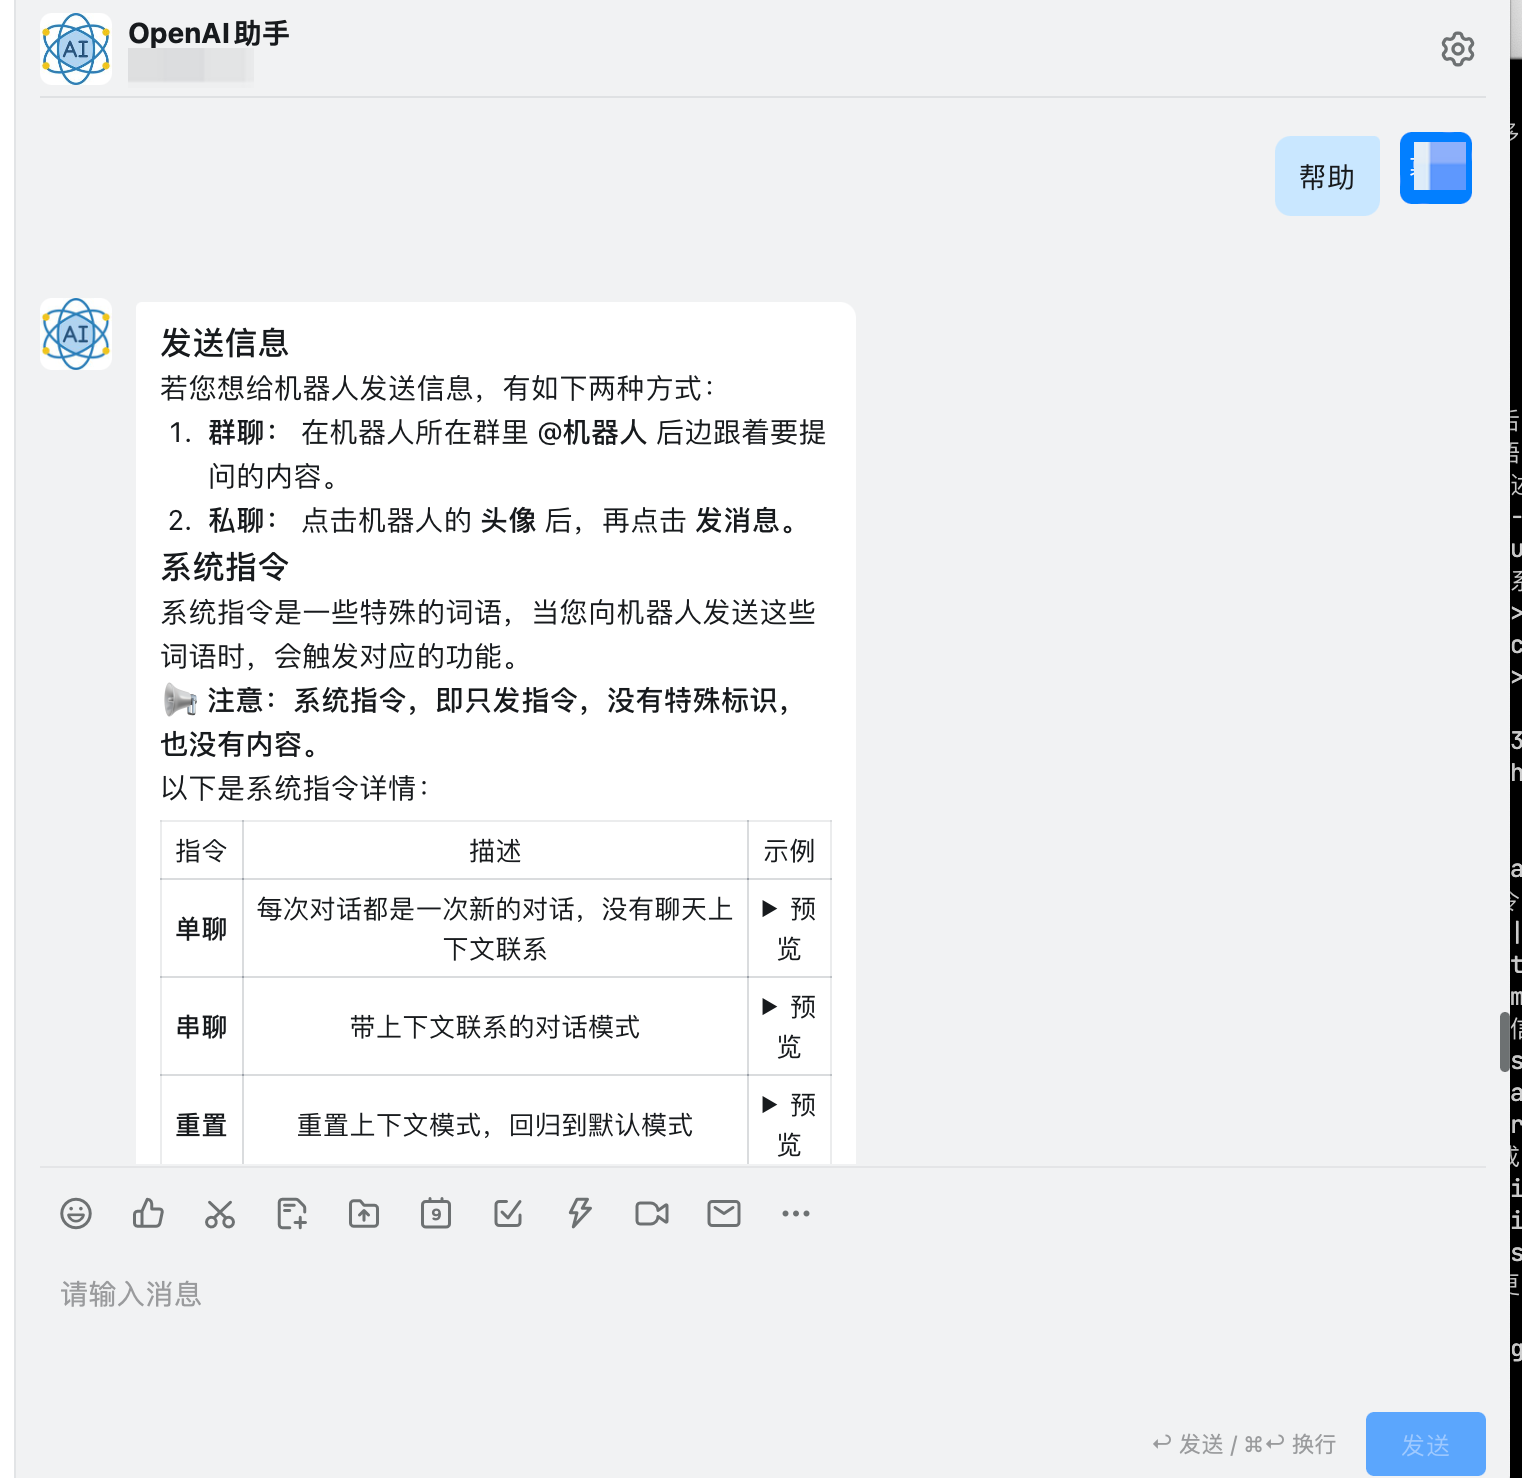 OpenAI助手
帮助
发送信息
若您想给机器人发送信息，有如下两种方式：
1. 群聊： 在机器人所在群里 @机器人 后边跟着要提
问的内容。
2. 私聊： 点击机器人的 头像 后，再点击 发消息。
系统指令
系统指令是一些特殊的词语，当您向机器人发送这些
词语时，会触发对应的功能。
📢 注意：系统指令，即只发指令，没有特殊标识，
也没有内容。
以下是系统指令详情：
指令 描述 示例
单聊 每次对话都是一次新的对话，没有聊天上
下文联系 ▶ 预
览
串聊 带上下文联系的对话模式 ▶ 预
览
重置 重置上下文模式，回归到默认模式 ▶ 预
览
请输入消息
↩ 发送 / ⌘↩ 换行
发送